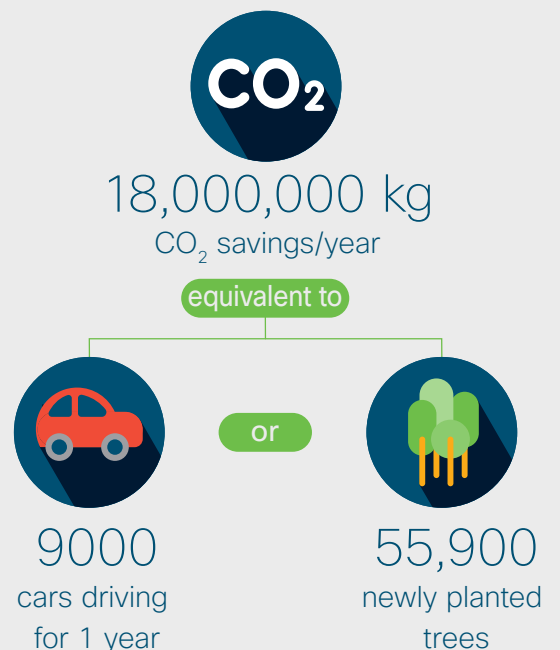 CO₂
18,000,000 kg
CO₂ savings/year
equivalent to
or
9000
cars driving
for 1 year
55,900
newly planted
trees